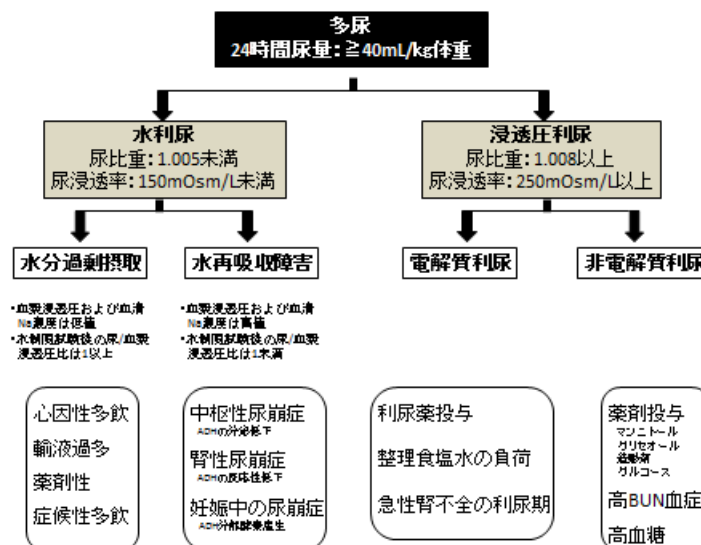 多尿
24時間尿量:≧40mL/kg体重
水利尿
尿比重:1.005未満
尿浸透率:150mOsm/L未満
浸透圧利尿
尿比重:1.008以上
尿浸透率:250mOsm/L以上
水分過剰摂取
水再吸収障害
電解質利尿
非電解質利尿
・血漿浸透圧および血清
Na濃度は低値
・水制限試験後の尿/血漿
浸透圧比は1以上
・血漿浸透圧および血清
Na濃度は高値
・水制限試験後の尿/血漿
浸透圧比は1未満
心因性多飲
輸液過多
薬剤性
症候性多飲
中枢性尿崩症
ADHの分泌低下
腎性尿崩症
ADHの反応性低下
妊娠中の尿崩症
ADH分解酵素産生
利尿薬投与
整理食塩水の負荷
急性腎不全の利尿期
薬剤投与
マンニトール
グリセオール
造影剤
グルコース
高BUN血症
高血糖